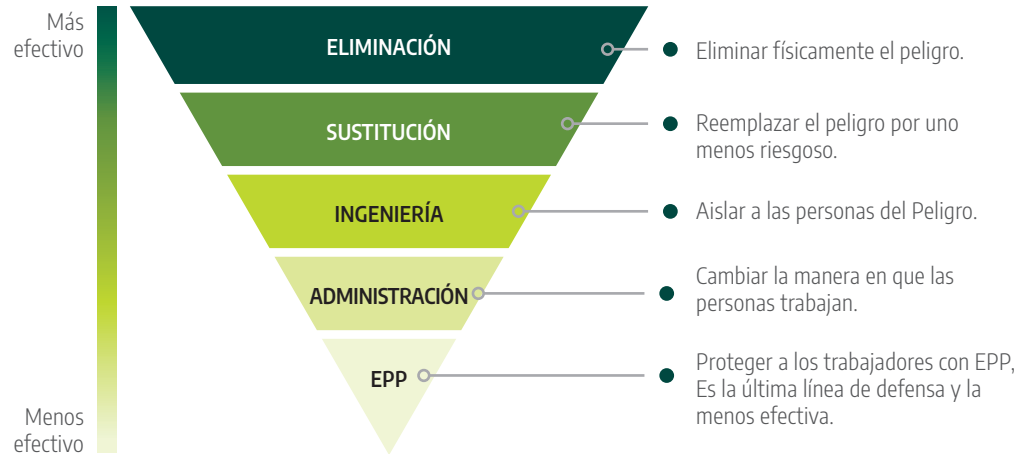 Más
efectivo
ELIMINACIÓN
Eliminar físicamente el peligro.
SUSTITUCIÓN
Reemplazar el peligro por uno
menos riesgoso.
INGENIERÍA
Aislar a las personas del Peligro.
ADMINISTRACIÓN
Cambiar la manera en que las
personas trabajan.
EPP
Proteger a los trabajadores con EPP,
Es la última línea de defensa y la
menos efectiva.
Menos
efectivo